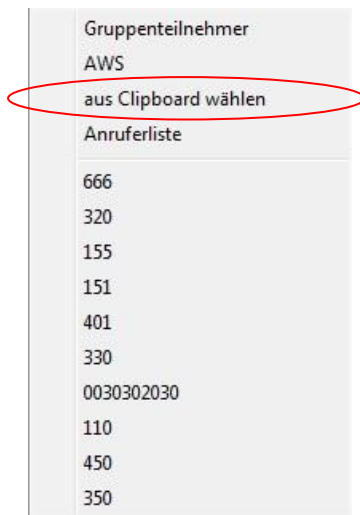 Gruppenteilnehmer
AWS
aus Clipboard wählen
Anruferliste
666
320
155
151
401
330
0030302030
110
450
350